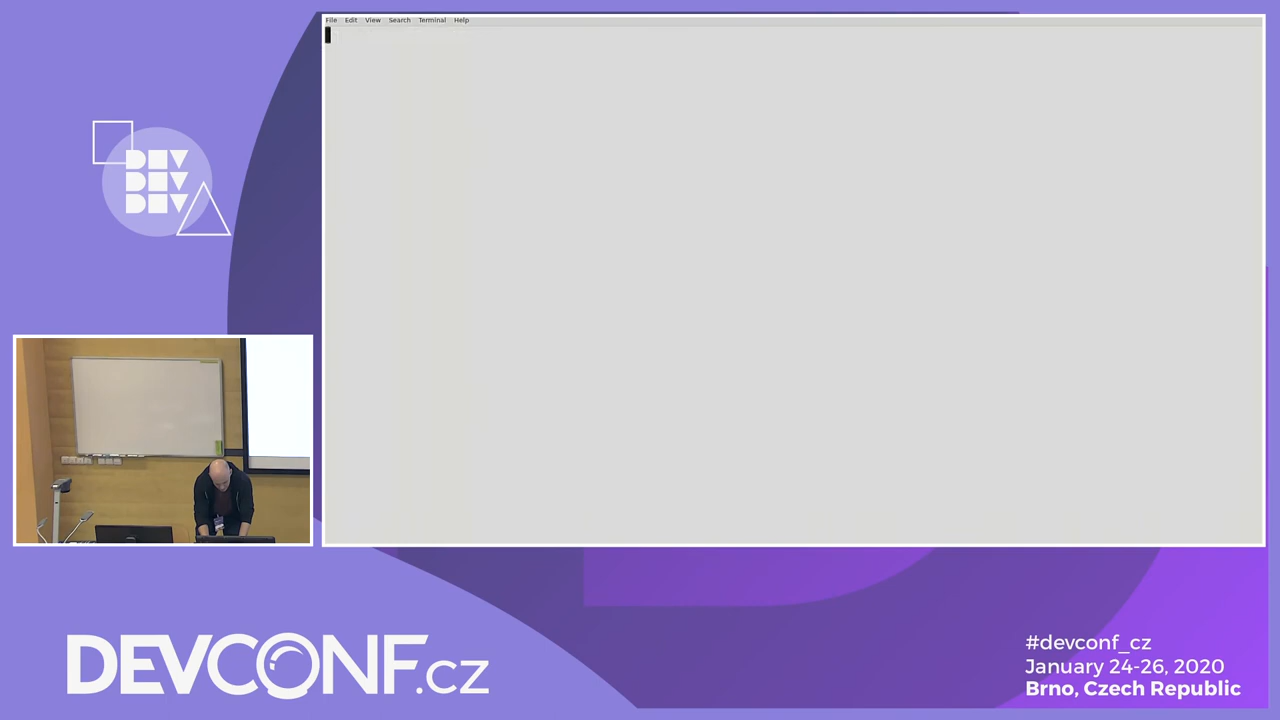 File Edit View Search Terminal Help
DEV
DEV
DEV
DEVCONF.cz
#devconf_cz
January 24-26, 2020
Brno, Czech Republic